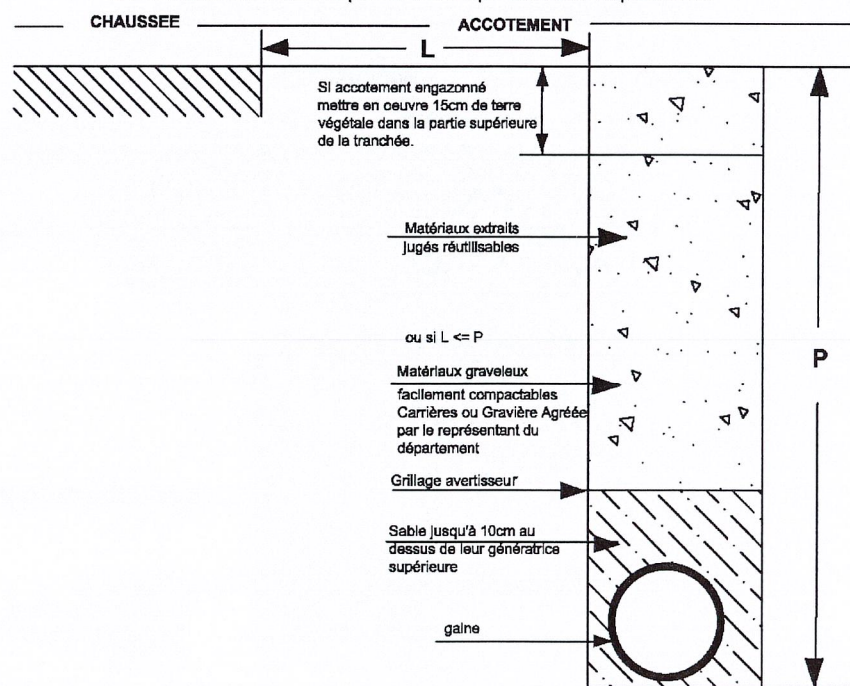 CHAUSSEE
ACCOTEMENT
L
Si accotement engazonné
mettre en oeuvre 15cm de terre
végétale dans la partie supérieure
de la tranchée.
Matériaux extraits
jugés réutilisables
ou si L <= P
P
Matériaux graveleux
facilement compactables
Carrières ou Gravière Agréée
par le représentant du
département
Grillage avertisseur
Sable jusqu'à 10cm au
dessus de leur génératrice
supérieure
gaine